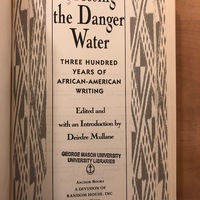 the Danger
Water
THREE HUNDRED
YEARS OF
AFRICAN-AMERICAN
WRITING
Edited and
with an Introduction by
Deirdre Mullane
GEORGE MASON UNIVERSITY
UNIVERSITY LIBRARIES
ANCHOR BOOKS
A DIVISION OF
RANDOM HOUSE, INC.